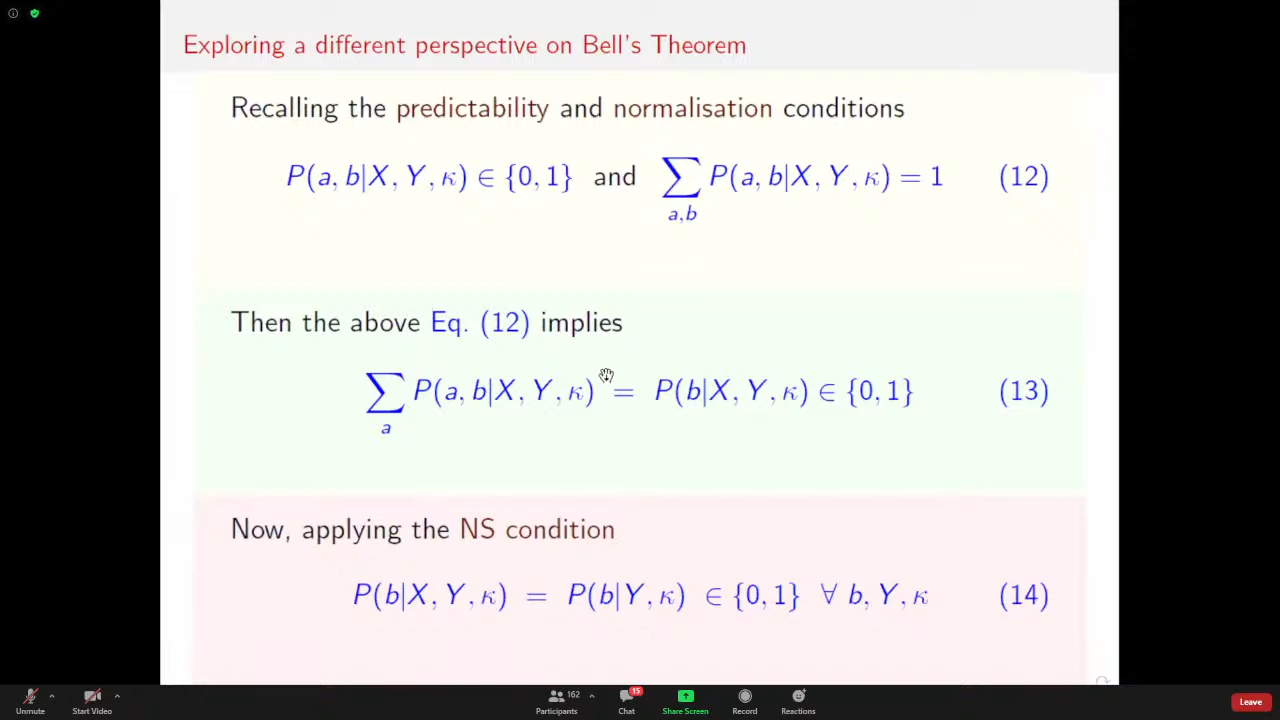 Exploring a different perspective on Bell's Theorem
Recalling the predictability and normalisation conditions
P(a, b|X, Y, κ) ∈ {0, 1} and ∑_{a,b} P(a, b|X, Y, κ) = 1 (12)
Then the above Eq. (12) implies
∑_a P(a, b|X, Y, κ) = P(b|X, Y, κ) ∈ {0, 1} (13)
Now, applying the NS condition
P(b|X, Y, κ) = P(b|Y, κ) ∈ {0, 1} ∀ b, Y, κ (14)
Unmute Start Video Participants 162 Chat 15 Share Screen Record Reactions Leave